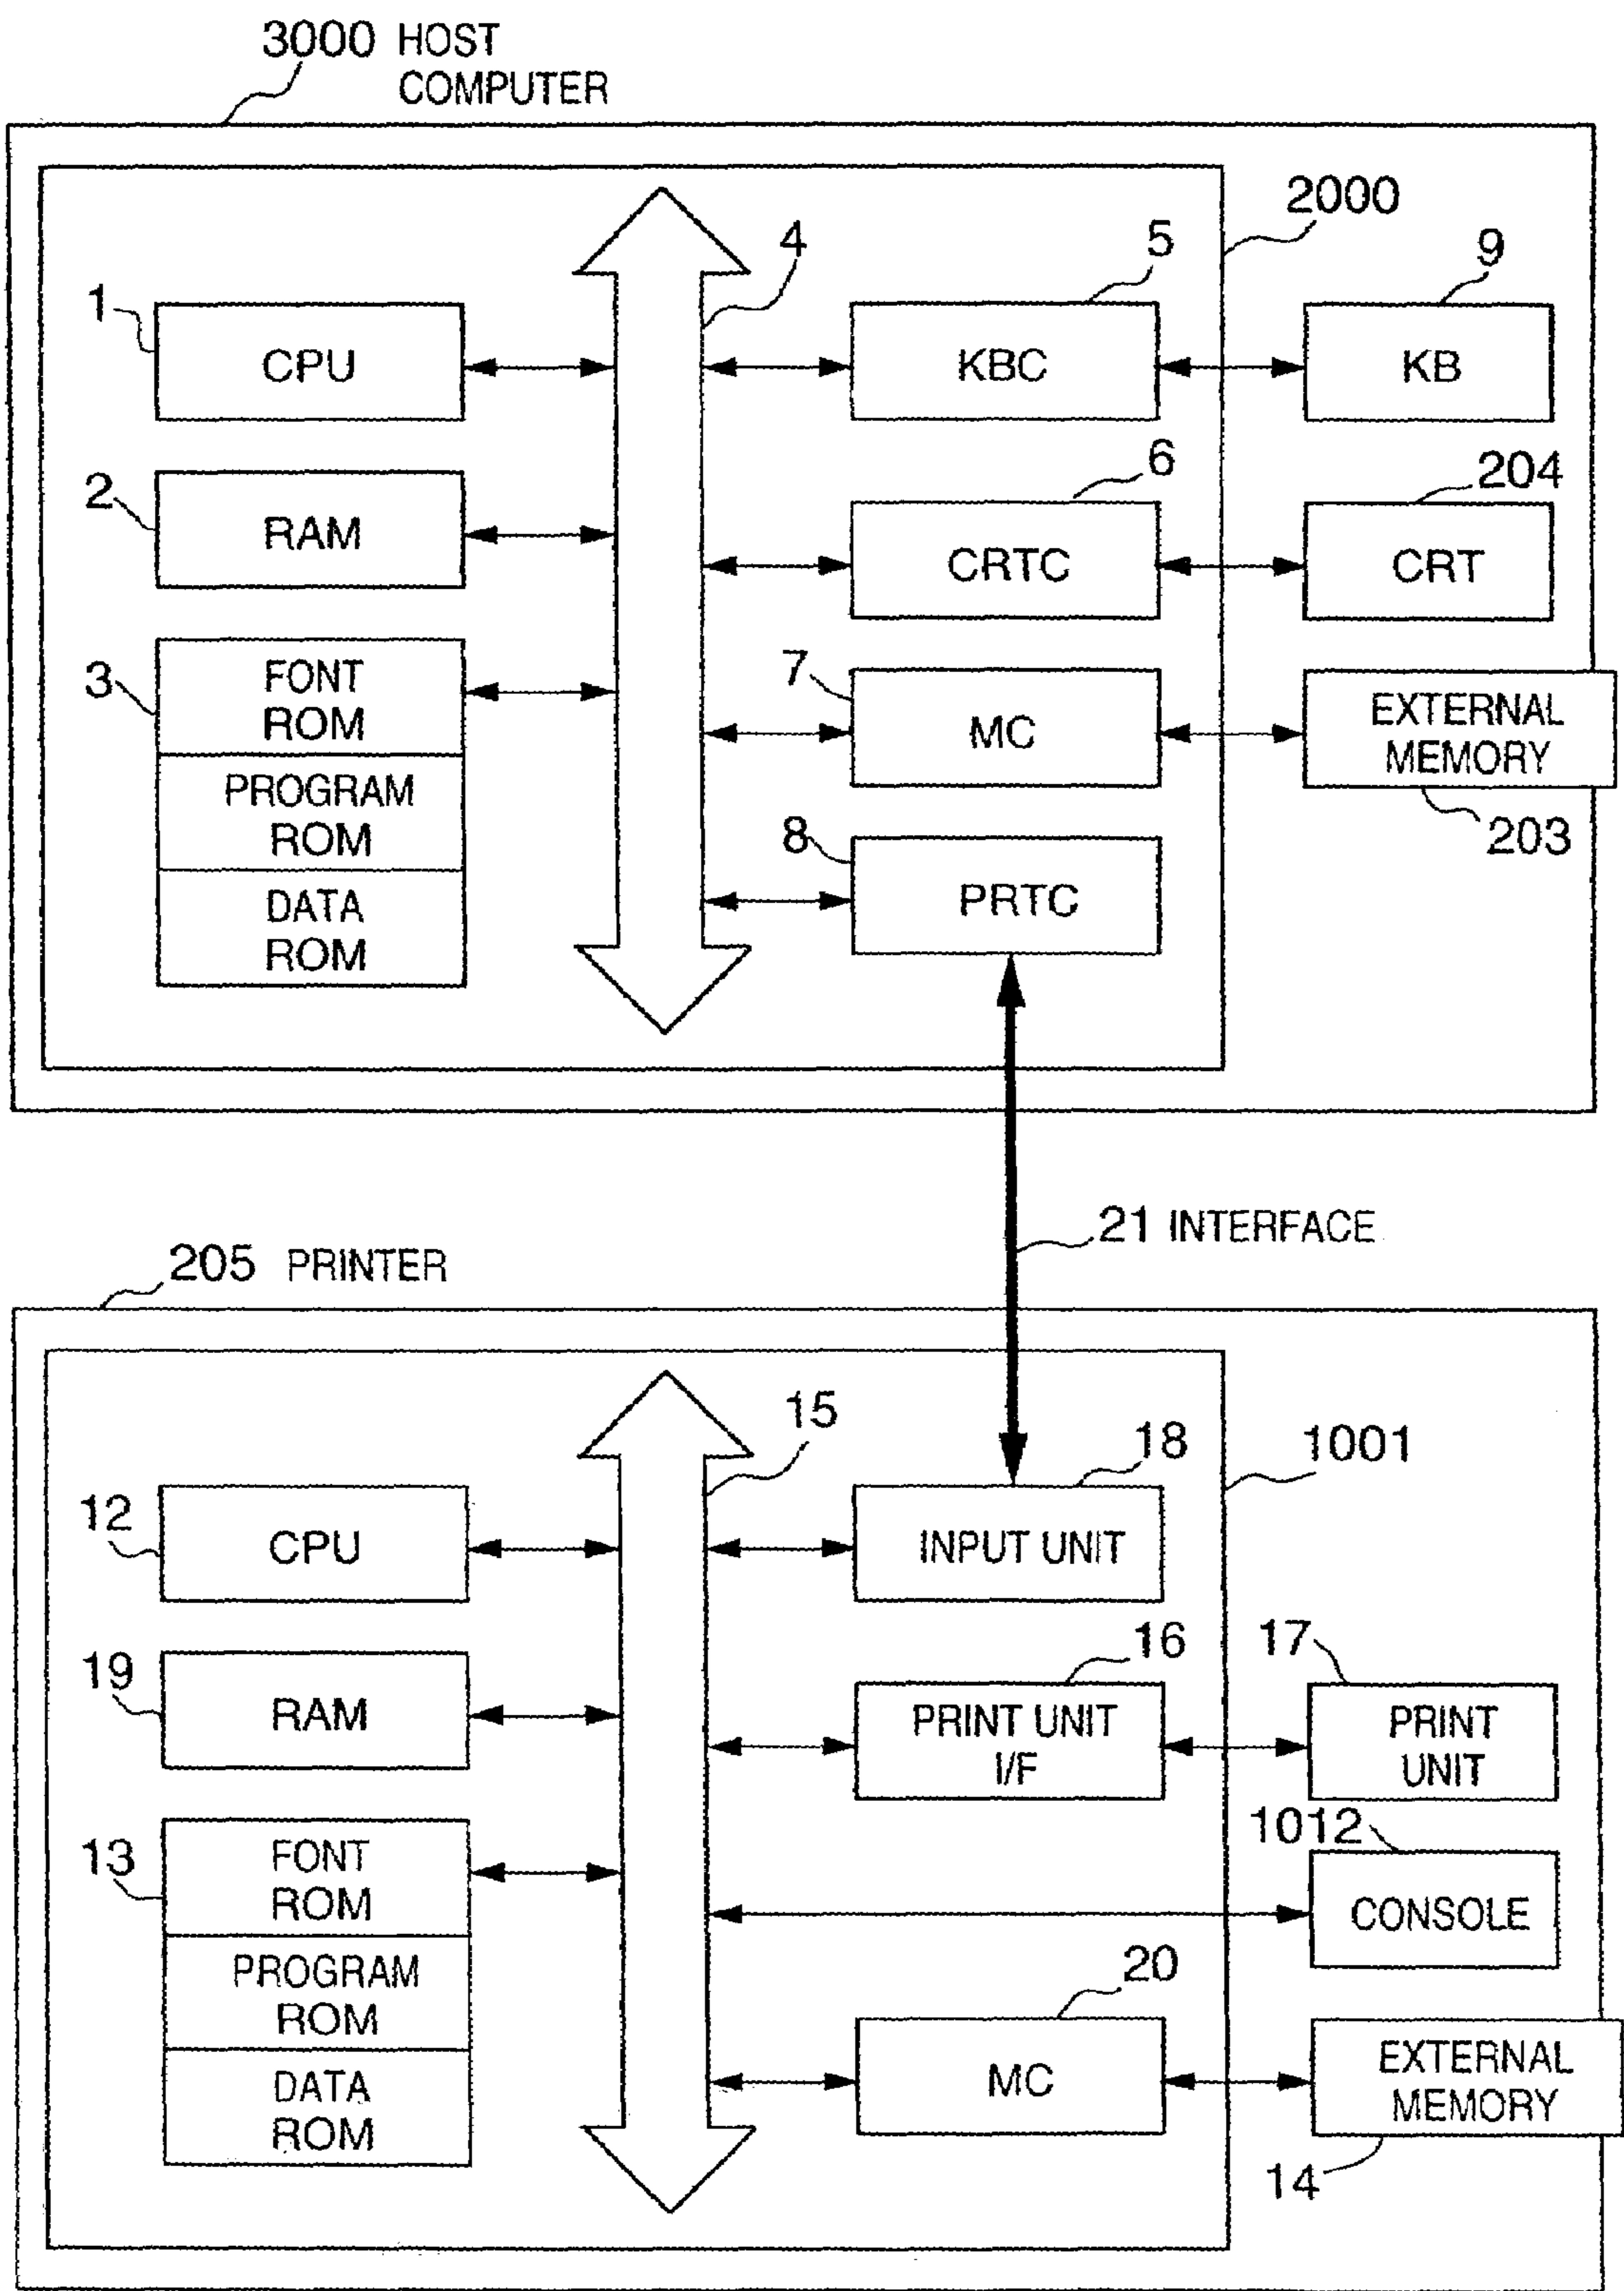 3000 HOST
COMPUTER
2000
4
5
9
1
CPU
KBC
KB
6
204
2
RAM
CRTC
CRT
3
FONT
ROM
7
MC
EXTERNAL
MEMORY
203
PROGRAM
ROM
8
PRTC
DATA
ROM
21 INTERFACE
205 PRINTER
15
18
1001
12
CPU
INPUT UNIT
16
17
19
RAM
PRINT UNIT
I/F
PRINT
UNIT
1012
13
FONT
ROM
CONSOLE
PROGRAM
ROM
20
MC
EXTERNAL
MEMORY
14
DATA
ROM